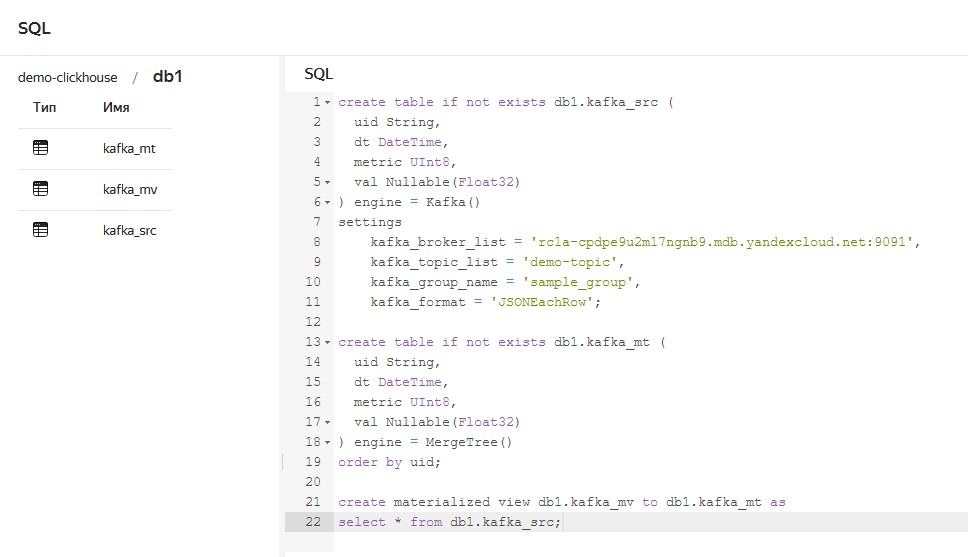 SQL
demo-clickhouse / db1
Тип Имя
kafka_mt
kafka_mv
kafka_src
SQL
1 create table if not exists db1.kafka_src (
2 uid String,
3 dt DateTime,
4 metric UInt8,
5 val Nullable(Float32)
6 ) engine = Kafka()
7 settings
8 kafka_broker_list = 'rc1a-cpdpe9u2m17ngnb9.mdb.yandexcloud.net:9091',
9 kafka_topic_list = 'demo-topic',
10 kafka_group_name = 'sample_group',
11 kafka_format = 'JSONEachRow';
12
13 create table if not exists db1.kafka_mt (
14 uid String,
15 dt DateTime,
16 metric UInt8,
17 val Nullable(Float32)
18 ) engine = MergeTree()
19 order by uid;
20
21 create materialized view db1.kafka_mv to db1.kafka_mt as
22 select * from db1.kafka_src;